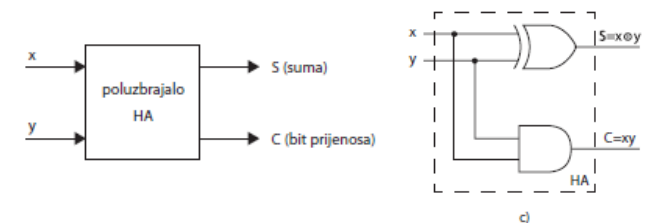 x
y
poluzbrajalo
HA
S (suma)
C (bit prijenosa)
x
y
S=x⊕y
C=xy
HA
c)